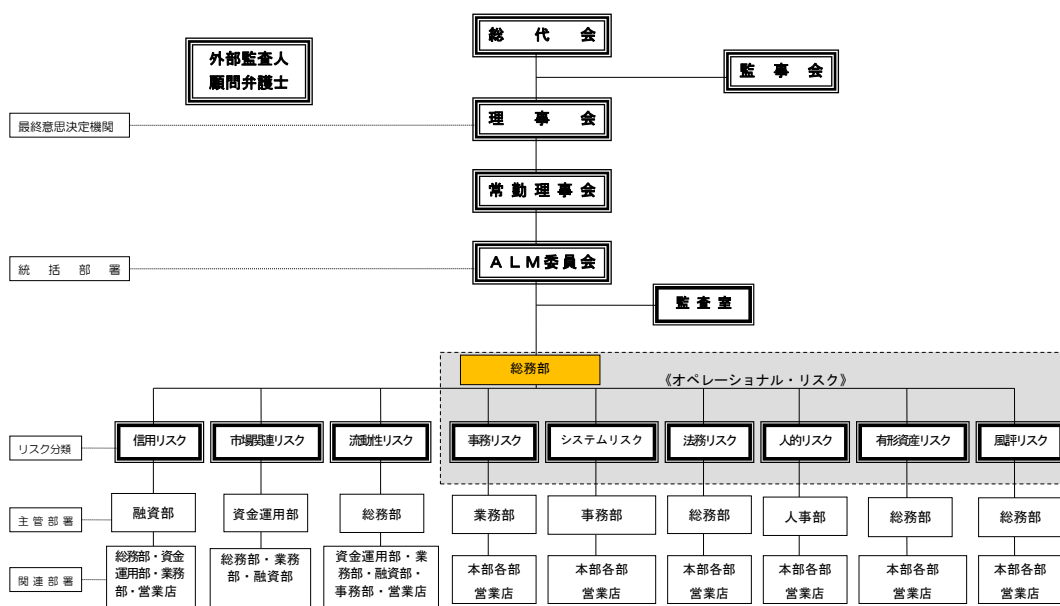 総代会
外部監査人
顧問弁護士
監事会
最終意思決定機関
理事会
常勤理事会
統括部署
ＡＬＭ委員会
監査室
総務部
《オペレーショナル・リスク》
リスク分類
信用リスク
市場関連リスク
流動性リスク
事務リスク
システムリスク
法務リスク
人的リスク
有形資産リスク
風評リスク
主管部署
融資部
資金運用部
総務部
業務部
事務部
総務部
人事部
総務部
総務部
関連部署
総務部・資金
運用部・業務
部・営業店
総務部・業務
部・融資部
資金運用部・業
務部・融資部・
事務部・営業店
本部各部
営業店
本部各部
営業店
本部各部
営業店
本部各部
営業店
本部各部
営業店
本部各部
営業店